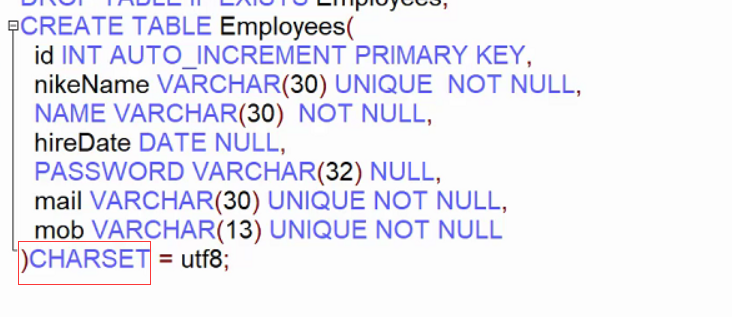 DROP TABLE IF EXISTS Employees;
CREATE TABLE Employees(
id INT AUTO_INCREMENT PRIMARY KEY,
nikeName VARCHAR(30) UNIQUE  NOT NULL,
NAME VARCHAR(30)  NOT NULL,
hireDate DATE NULL,
PASSWORD VARCHAR(32) NULL,
mail VARCHAR(30) UNIQUE NOT NULL,
mob VARCHAR(13) UNIQUE NOT NULL
)CHARSET = utf8;